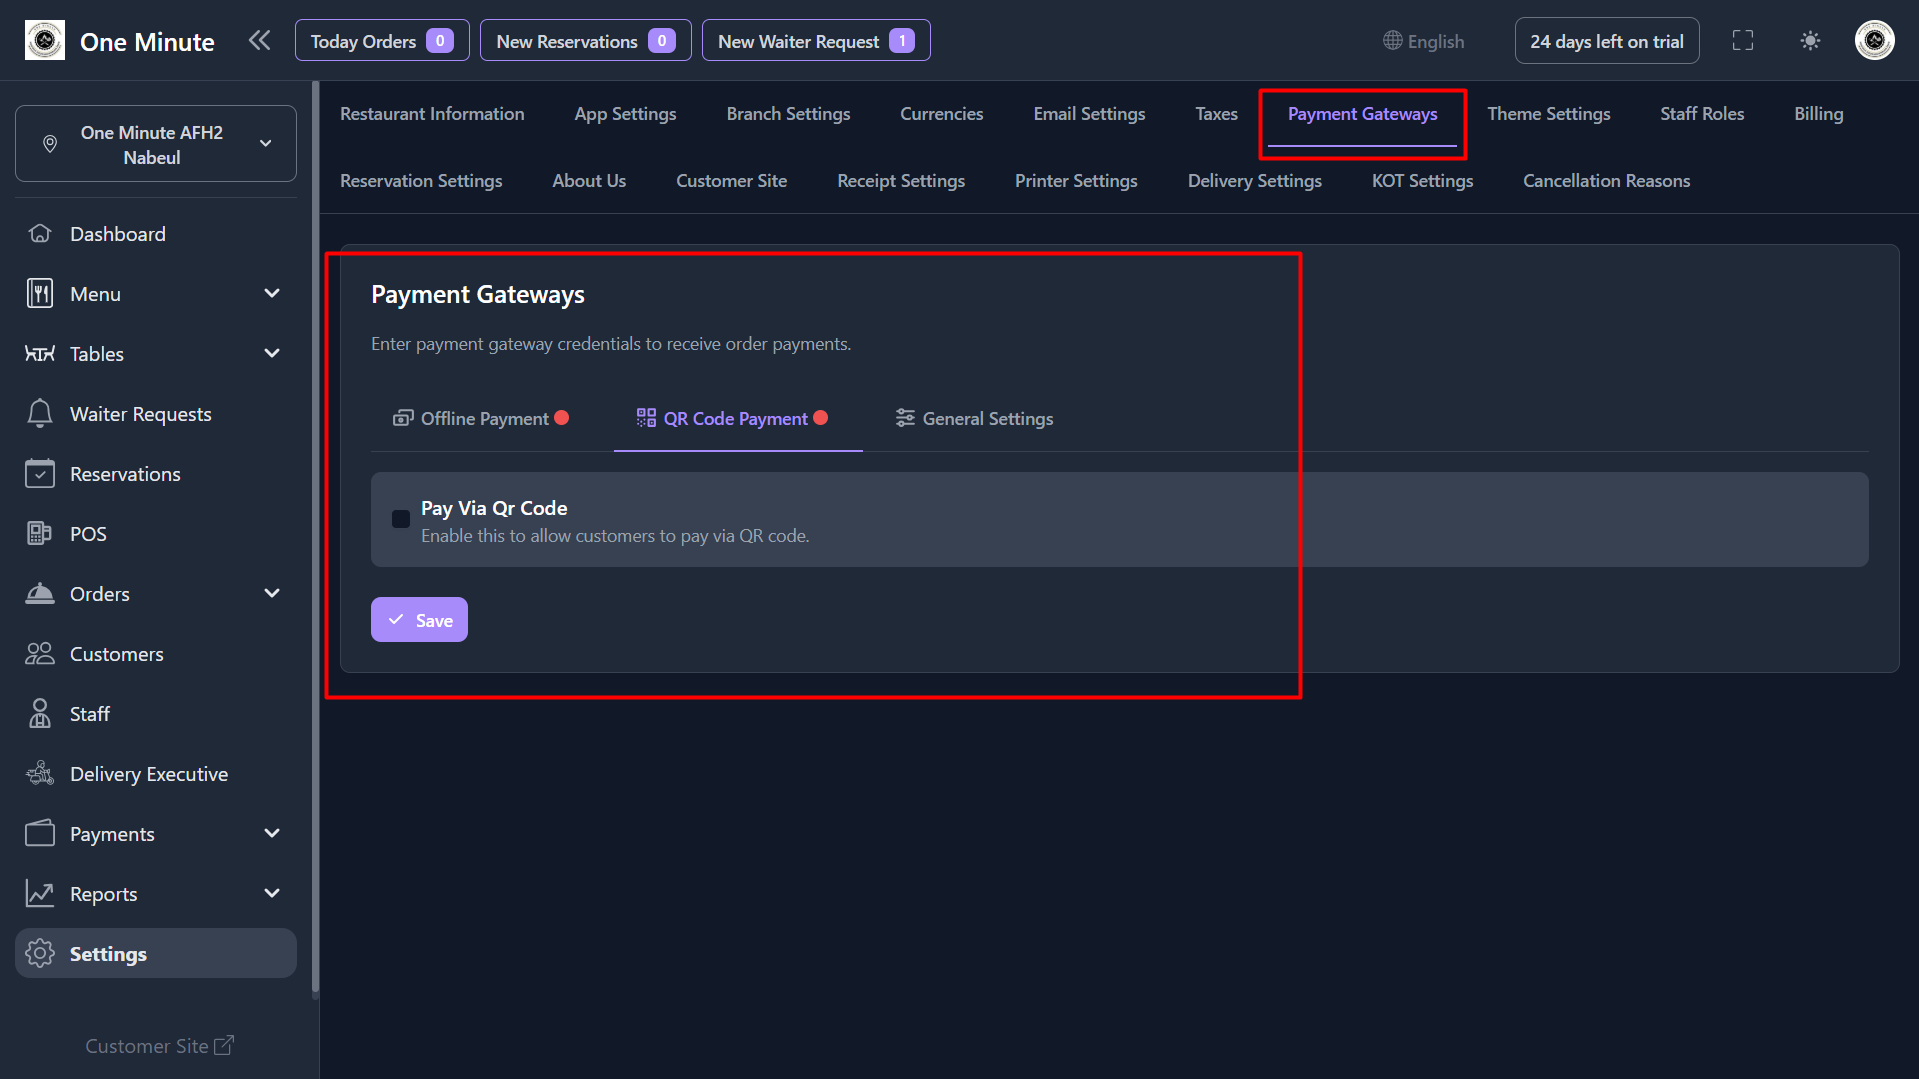 One Minute
Today Orders 0
New Reservations 0
New Waiter Request 1
English
24 days left on trial
One Minute AFH2
Nabeul
Dashboard
Menu
Tables
Waiter Requests
Reservations
POS
Orders
Customers
Staff
Delivery Executive
Payments
Reports
Settings
Customer Site
Restaurant Information App Settings Branch Settings Currencies Email Settings Taxes Payment Gateways Theme Settings Staff Roles Billing
Reservation Settings About Us Customer Site Receipt Settings Printer Settings Delivery Settings KOT Settings Cancellation Reasons
Payment Gateways
Enter payment gateway credentials to receive order payments.
Offline Payment QR Code Payment General Settings
Pay Via Qr Code
Enable this to allow customers to pay via QR code.
Save